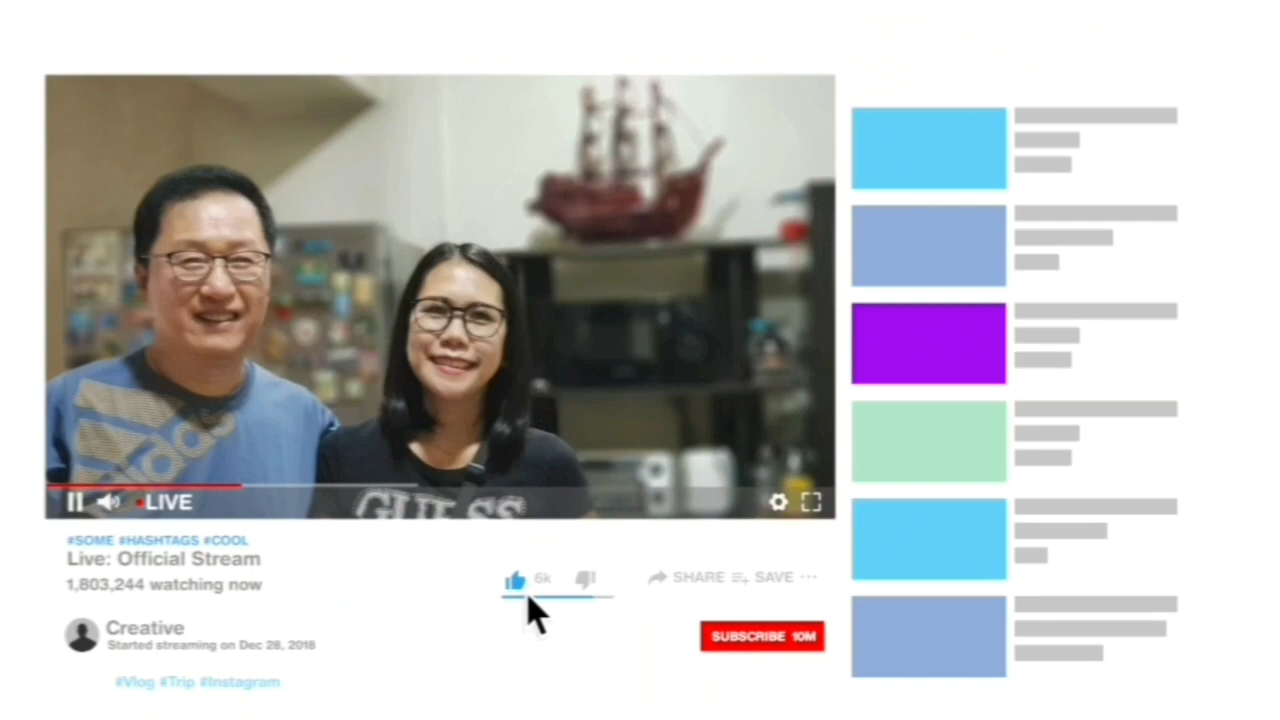 adidas
GUESS
LIVE
#SOME #HASHTAGS #COOL
Live: Official Stream
1,803,244 watching now
6k
SHARE
SAVE
Creative
Started streaming on Dec 28, 2018
SUBSCRIBE 10M
#Vlog #Trip #Instagram